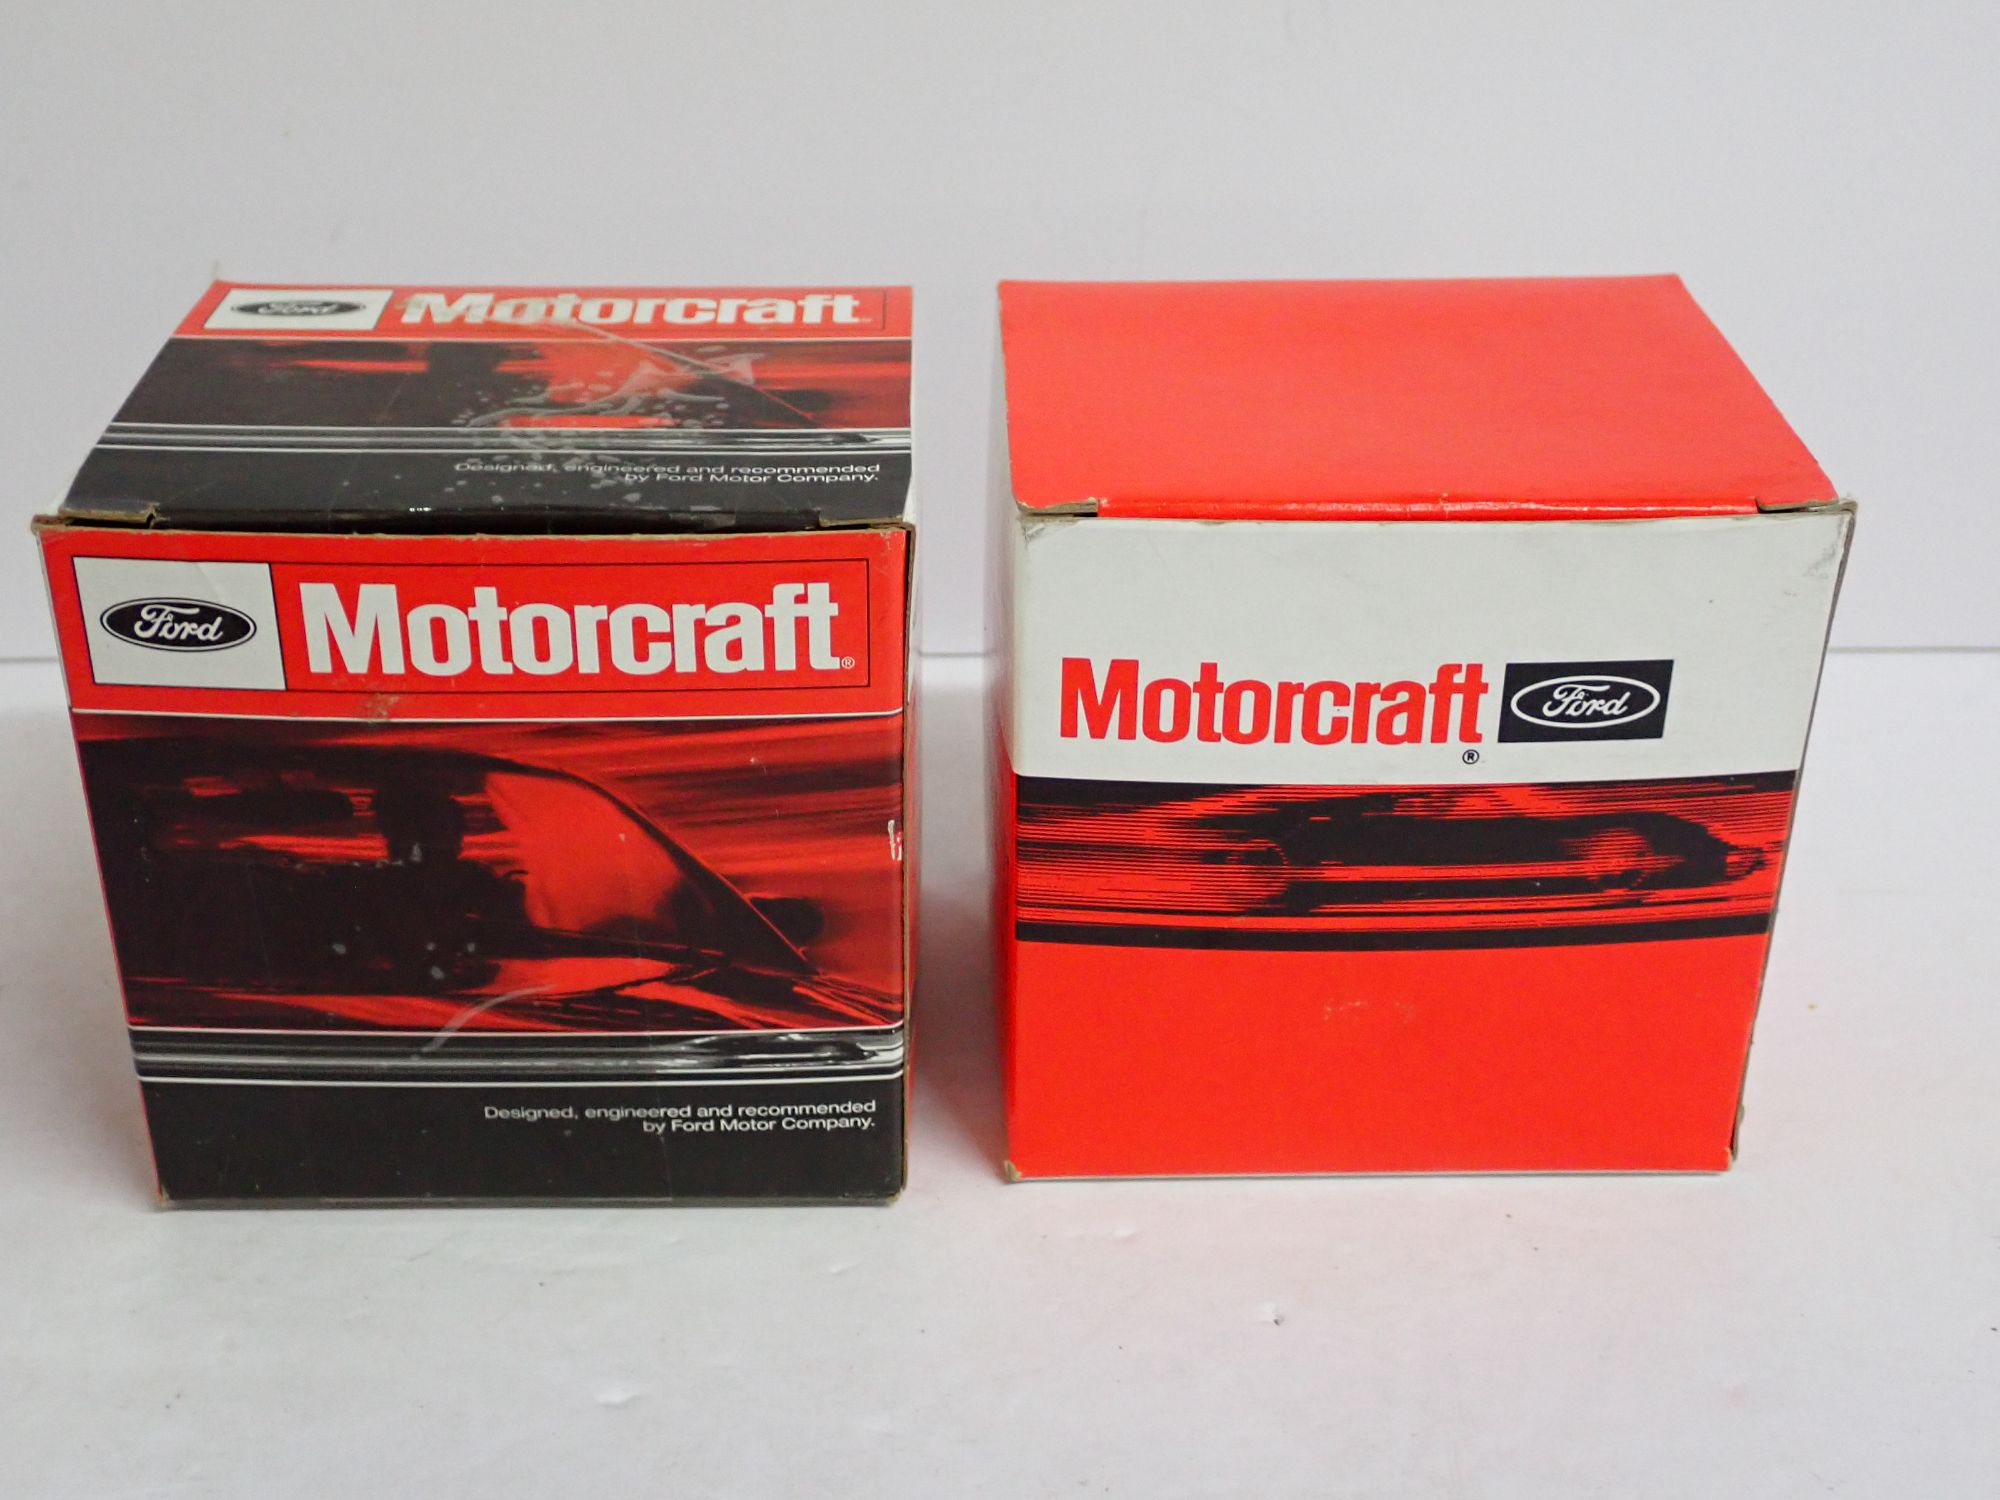 Ford Motorcraft
Designed, engineered and recommended
by Ford Motor Company.
Ford Motorcraft®
Designed, engineered and recommended
by Ford Motor Company.
Motorcraft® Ford